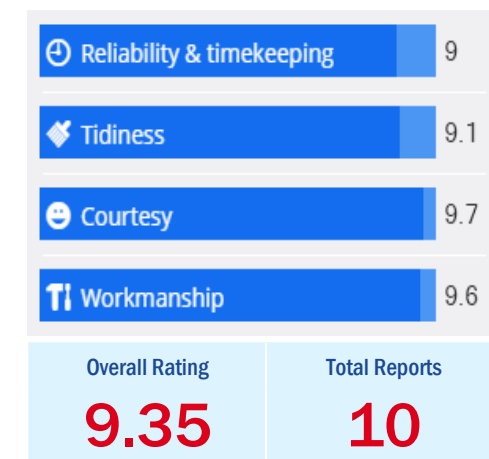 Reliability & timekeeping 9
Tidiness 9.1
Courtesy 9.7
Workmanship 9.6
Overall Rating Total Reports
9.35 10